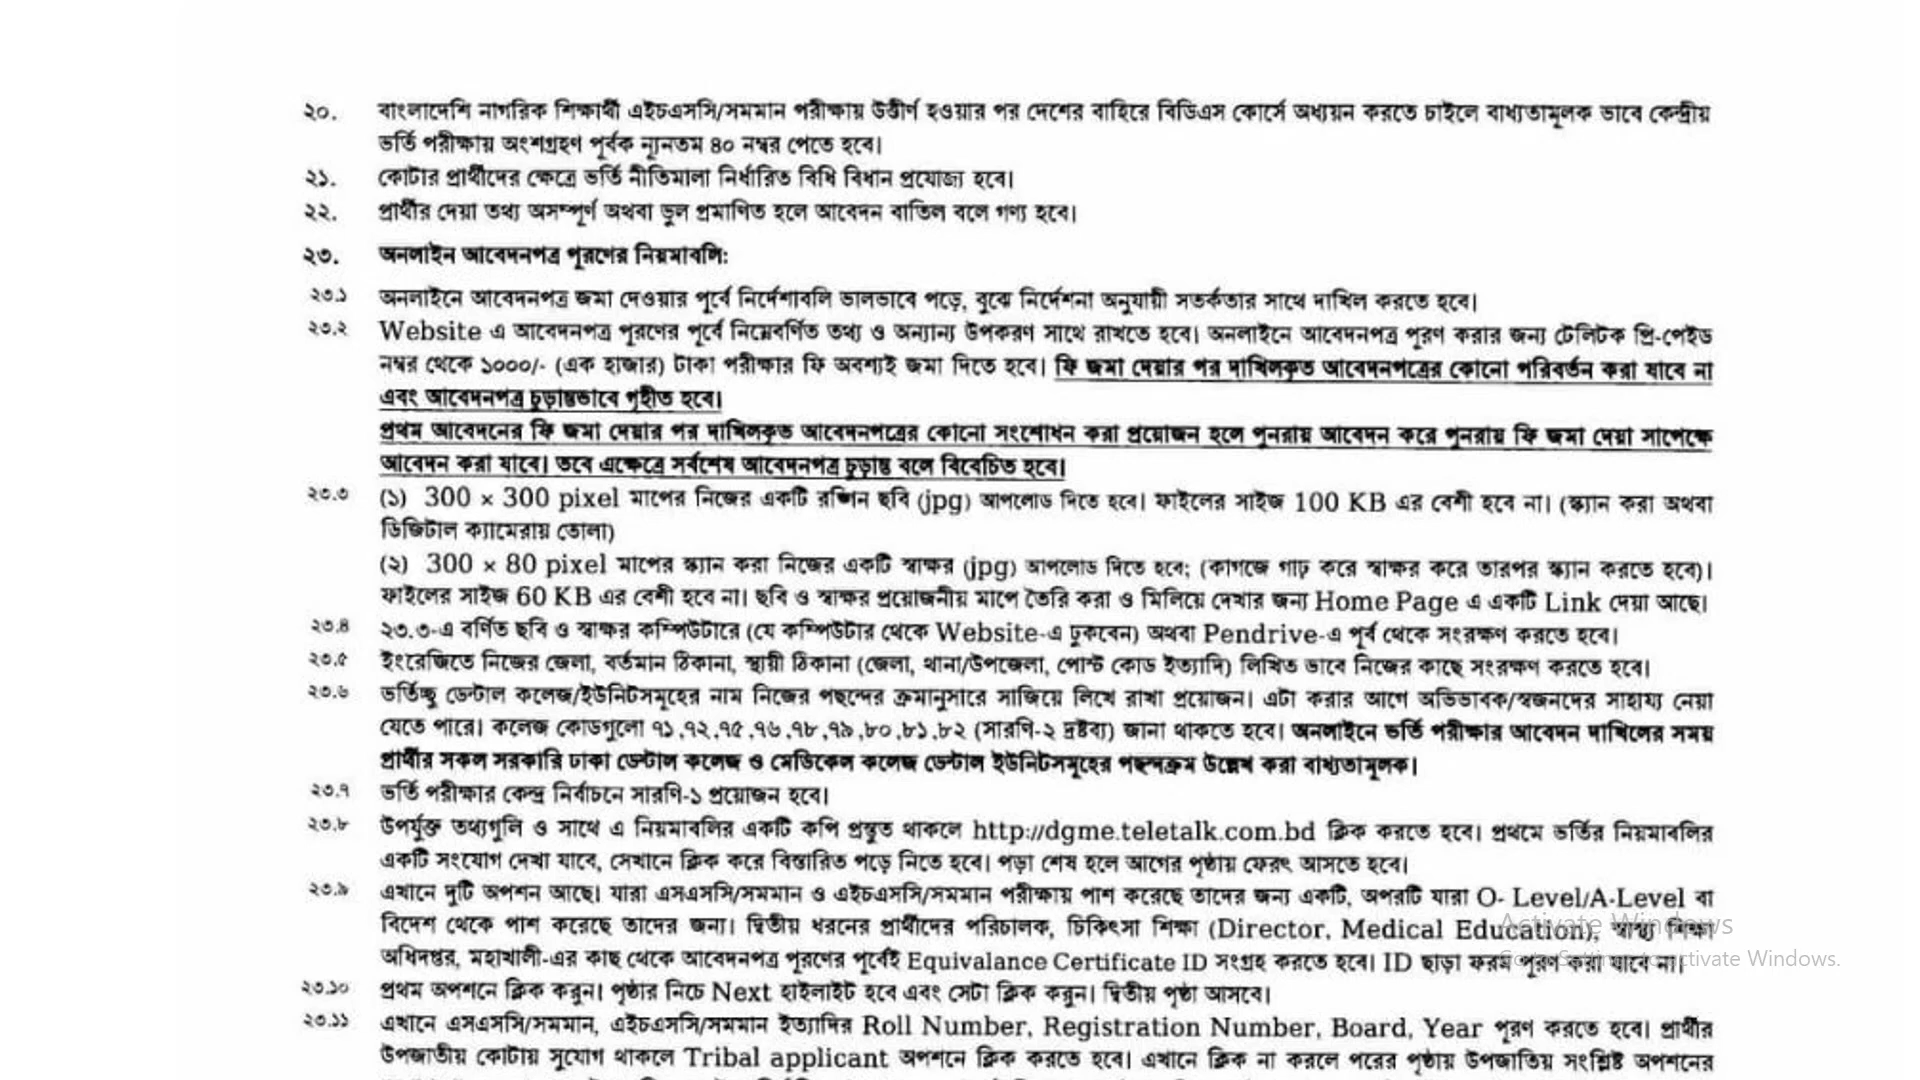 ২০. বাংলাদেশি নাগরিক শিক্ষার্থী এইচএসসি/সমমান পরীক্ষায় উত্তীর্ণ হওয়ার পর দেশের বাহিরে বিডিএস কোর্সে অধ্যয়ন করতে চাইলে বাধ্যতামূলক ভাবে কেন্দ্রীয়
ভর্তি পরীক্ষায় অংশগ্রহণ পূর্বক ন্যূনতম ৪০ নম্বর পেতে হবে।
২১. কোটার প্রার্থীদের ক্ষেত্রে ভর্তি নীতিমালা নির্ধারিত বিধি বিধান প্রযোজ্য হবে।
২২. প্রার্থীর দেয়া তথ্য অসম্পূর্ণ অথবা ভুল প্রমাণিত হলে আবেদন বাতিল বলে গণ্য হবে।
২৩. অনলাইন আবেদনপত্র পূরণের নিয়মাবলি:
২৩.১ অনলাইনে আবেদনপত্র জমা দেওয়ার পূর্বে নির্দেশাবলি ভালভাবে পড়ে, বুঝে নির্দেশনা অনুযায়ী সতর্কতার সাথে দাখিল করতে হবে।
২৩.২ Website এ আবেদনপত্র পূরণের পূর্বে নিম্নেবর্ণিত তথ্য ও অন্যান্য উপকরণ সাথে রাখতে হবে। অনলাইনে আবেদনপত্র পূরণ করার জন্য টেলিটক প্রি-পেইড
নম্বর থেকে ১০০০/- (এক হাজার) টাকা পরীক্ষার ফি অবশ্যই জমা দিতে হবে। ফি জমা দেয়ার পর দাখিলকৃত আবেদনপত্রের কোনো পরিবর্তন করা যাবে না
এবং আবেদনপত্র চুড়ান্তভাবে গৃহীত হবে।
প্রথম আবেদনের ফি জমা দেয়ার পর দাখিলকৃত আবেদনপত্রের কোনো সংশোধন করা প্রয়োজন হলে পুনরায় আবেদন করে পুনরায় ফি জমা দেয়া সাপেক্ষে
আবেদন করা যাবে। তবে এক্ষেত্রে সর্বশেষ আবেদনপত্র চুড়ান্ত বলে বিবেচিত হবে।
২৩.৩ (১) 300 × 300 pixel মাপের নিজের একটি রঙ্গিন ছবি (jpg) আপলোড দিতে হবে। ফাইলের সাইজ 100 KB এর বেশী হবে না। (স্ক্যান করা অথবা
ডিজিটাল ক্যামেরায় তোলা)
(২) 300 × 80 pixel মাপের স্ক্যান করা নিজের একটি স্বাক্ষর (jpg) আপলোড দিতে হবে; (কাগজে গাঢ় করে স্বাক্ষর করে তারপর স্ক্যান করতে হবে)।
ফাইলের সাইজ 60 KB এর বেশী হবে না। ছবি ও স্বাক্ষর প্রয়োজনীয় মাপে তৈরি করা ও মিলিয়ে দেখার জন্য Home Page এ একটি Link দেয়া আছে।
২৩.৪ ২৩.৩-এ বর্ণিত ছবি ও স্বাক্ষর কম্পিউটারে (যে কম্পিউটার থেকে Website-এ ঢুকবেন) অথবা Pendrive-এ পূর্ব থেকে সংরক্ষণ করতে হবে।
২৩.৫ ইংরেজিতে নিজের জেলা, বর্তমান ঠিকানা, স্থায়ী ঠিকানা (জেলা, থানা/উপজেলা, পোস্ট কোড ইত্যাদি) লিখিত ভাবে নিজের কাছে সংরক্ষণ করতে হবে।
২৩.৬ ভর্তিচ্ছু ডেন্টাল কলেজ/ইউনিটসমূহের নাম নিজের পছন্দের ক্রমানুসারে সাজিয়ে লিখে রাখা প্রয়োজন। এটা করার আগে অভিভাবক/স্বজনদের সাহায্য নেয়া
যেতে পারে। কলেজ কোডগুলো ৭১,৭২,৭৫,৭৬,৭৮,৭৯,৮০,৮১,৮২ (সারণি-২ দ্রষ্টব্য) জানা থাকতে হবে। অনলাইনে ভর্তি পরীক্ষার আবেদন দাখিলের সময়
প্রার্থীর সকল সরকারি ঢাকা ডেন্টাল কলেজ ও মেডিকেল কলেজ ডেন্টাল ইউনিটসমূহের পছন্দক্রম উল্লেখ করা বাধ্যতামূলক।
২৩.৭ ভর্তি পরীক্ষার কেন্দ্র নির্বাচনে সারণি-১ প্রয়োজন হবে।
২৩.৮ উপর্যুক্ত তথ্যগুলি ও সাথে এ নিয়মাবলির একটি কপি প্রস্তুত থাকলে http://dgme.teletalk.com.bd ক্লিক করতে হবে। প্রথমে ভর্তির নিয়মাবলির
একটি সংযোগ দেখা যাবে, সেখানে ক্লিক করে বিস্তারিত পড়ে নিতে হবে। পড়া শেষ হলে আগের পৃষ্ঠায় ফেরৎ আসতে হবে।
২৩.৯ এখানে দুটি অপশন আছে। যারা এসএসসি/সমমান ও এইচএসসি/সমমান পরীক্ষায় পাশ করেছে তাদের জন্য একটি, অপরটি যারা O- Level/A-Level বা
বিদেশ থেকে পাশ করেছে তাদের জন্য। দ্বিতীয় ধরনের প্রার্থীদের পরিচালক, চিকিৎসা শিক্ষা (Director, Medical Education), স্বাস্থ্য শিক্ষা
অধিদপ্তর, মহাখালী-এর কাছ থেকে আবেদনপত্র পূরণের পূর্বেই Equivalance Certificate ID সংগ্রহ করতে হবে। ID ছাড়া ফরম পূরণ করা যাবে না।
Activate Windows
Go to Settings to activate Windows.
২৩.১০ প্রথম অপশনে ক্লিক করুন। পৃষ্ঠার নিচে Next হাইলাইট হবে এবং সেটা ক্লিক করুন। দ্বিতীয় পৃষ্ঠা আসবে।
২৩.১১ এখানে এসএসসি/সমমান, এইচএসসি/সমমান ইত্যাদির Roll Number, Registration Number, Board, Year পূরণ করতে হবে। প্রার্থীর
উপজাতীয় কোটায় সুযোগ থাকলে Tribal applicant অপশনে ক্লিক করতে হবে। এখানে ক্লিক না করলে পরের পৃষ্ঠায় উপজাতিয় সংশ্লিষ্ট অপশনের